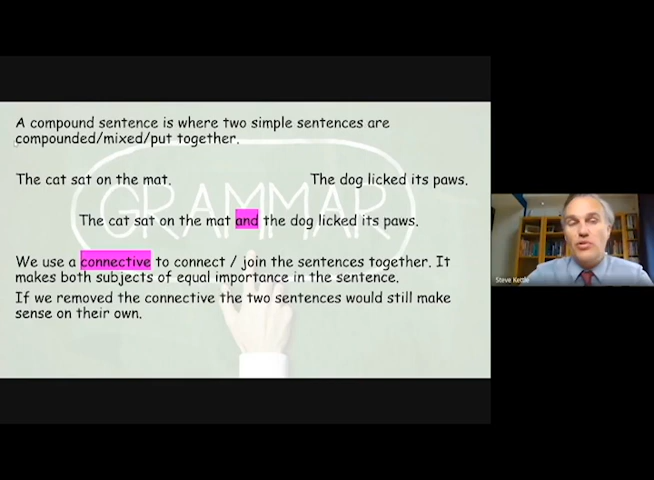 A compound sentence is where two simple sentences are
compounded/mixed/put together.
The cat sat on the mat. The dog licked its paws.
The cat sat on the mat and the dog licked its paws.
We use a connective to connect / join the sentences together. It
makes both subjects of equal importance in the sentence.
If we removed the connective the two sentences would still make
sense on their own.
GRAMMAR
Steve Kettle